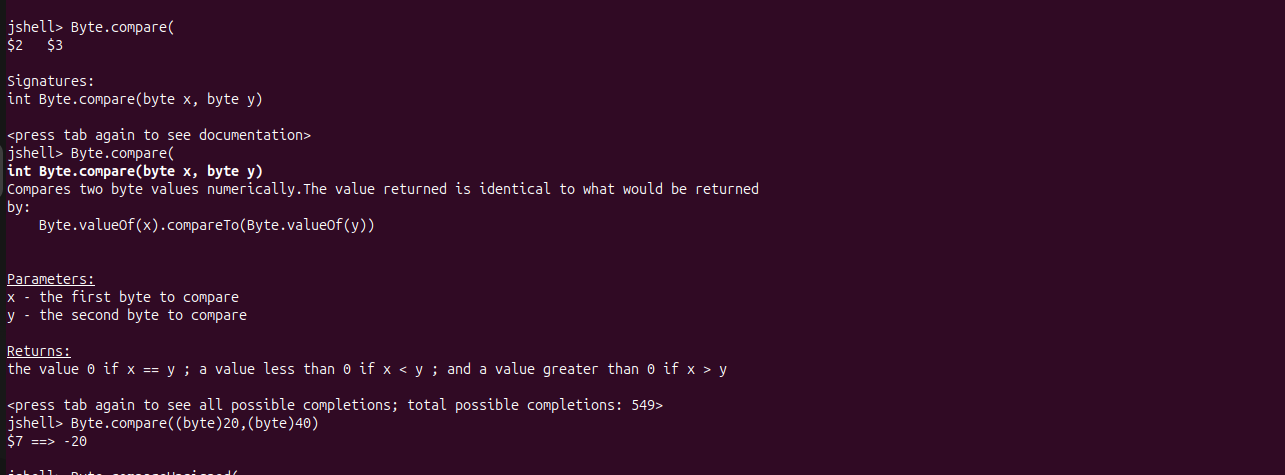 jshell> Byte.compare(
$2   $3
Signatures:
int Byte.compare(byte x, byte y)
<press tab again to see documentation>
jshell> Byte.compare(
int Byte.compare(byte x, byte y)
Compares two byte values numerically.The value returned is identical to what would be returned
by:
    Byte.valueOf(x).compareTo(Byte.valueOf(y))
Parameters:
x - the first byte to compare
y - the second byte to compare
Returns:
the value 0 if x == y ; a value less than 0 if x < y ; and a value greater than 0 if x > y
<press tab again to see all possible completions; total possible completions: 549>
jshell> Byte.compare((byte)20,(byte)40)
$7 ==> -20
jshell> Byte.compareUnsigned(